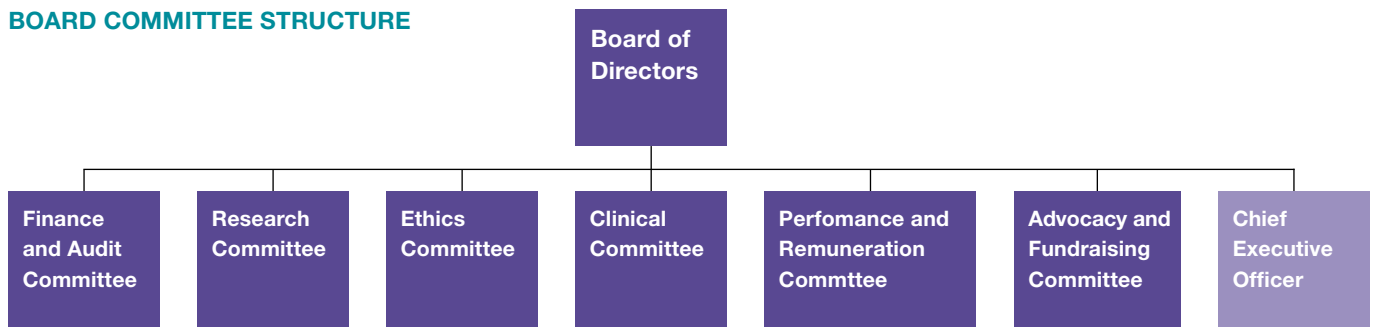 BOARD COMMITTEE STRUCTURE
Board of
Directors
Finance
and Audit
Committee
Research
Committee
Ethics
Committee
Clinical
Committee
Perfomance and
Remuneration
Commttee
Advocacy and
Fundraising
Committee
Chief
Executive
Officer